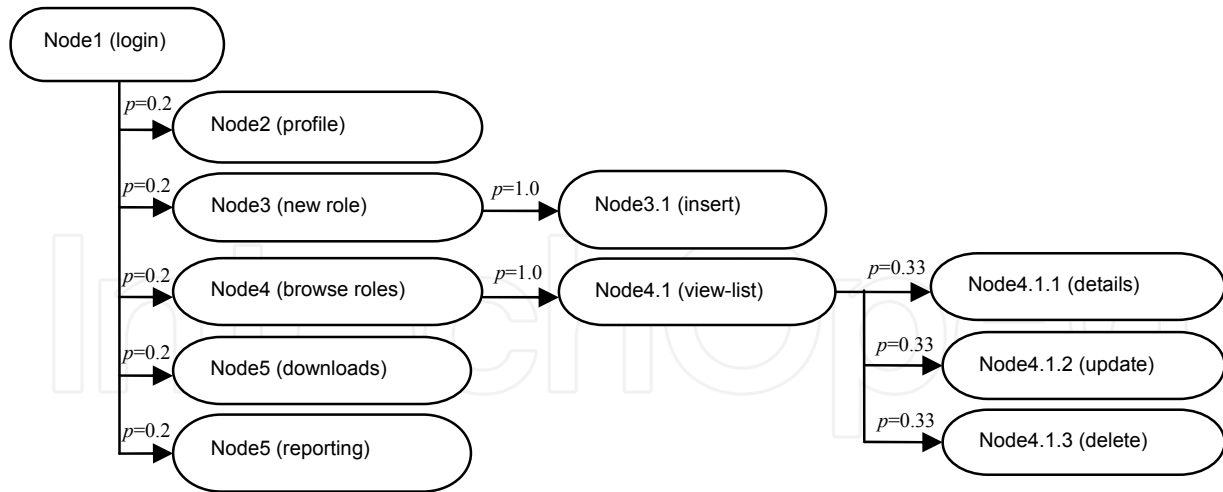 Node1 (login)
p=0.2
Node2 (profile)
p=0.2
Node3 (new role)
p=1.0
Node3.1 (insert)
p=0.2
Node4 (browse roles)
p=1.0
Node4.1 (view-list)
p=0.33
Node4.1.1 (details)
p=0.2
Node5 (downloads)
p=0.33
Node4.1.2 (update)
p=0.2
Node5 (reporting)
p=0.33
Node4.1.3 (delete)
IntechOpen